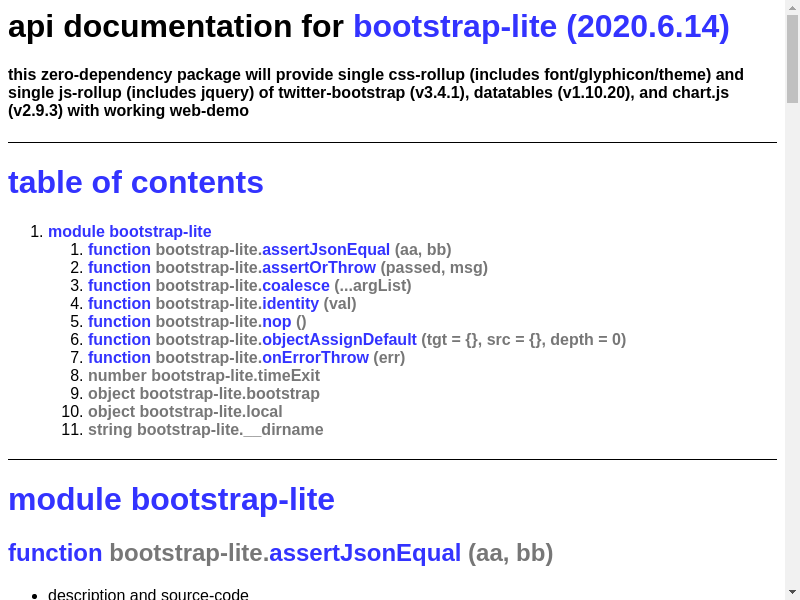 api documentation for bootstrap-lite (2020.6.14)
this zero-dependency package will provide single css-rollup (includes font/glyphicon/theme) and
single js-rollup (includes jquery) of twitter-bootstrap (v3.4.1), datatables (v1.10.20), and chart.js
(v2.9.3) with working web-demo
table of contents
1. module bootstrap-lite
1. function bootstrap-lite.assertJsonEqual (aa, bb)
2. function bootstrap-lite.assertOrThrow (passed, msg)
3. function bootstrap-lite.coalesce (...argList)
4. function bootstrap-lite.identity (val)
5. function bootstrap-lite.nop ()
6. function bootstrap-lite.objectAssignDefault (tgt = {}, src = {}, depth = 0)
7. function bootstrap-lite.onErrorThrow (err)
8. number bootstrap-lite.timeExit
9. object bootstrap-lite.bootstrap
10. object bootstrap-lite.local
11. string bootstrap-lite.__dirname
module bootstrap-lite
function bootstrap-lite.assertJsonEqual (aa, bb)
• description and source-code